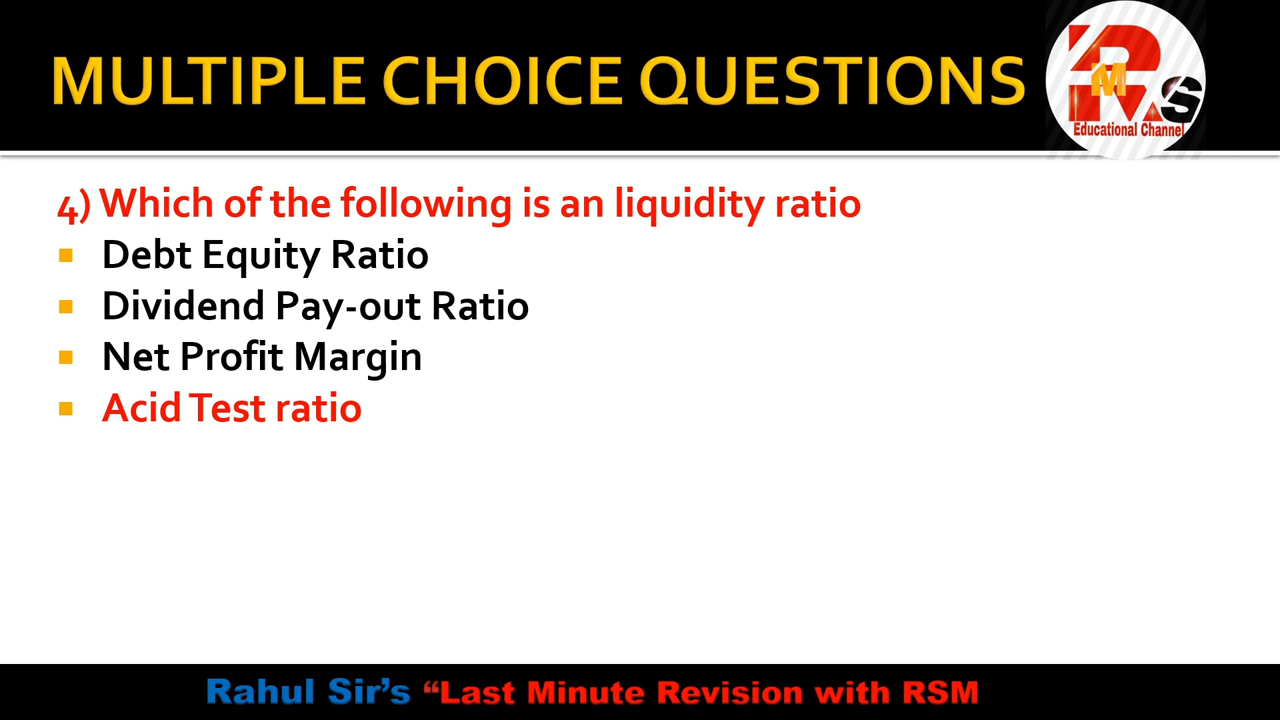 MULTIPLE CHOICE QUESTIONS
RMS
Educational Channel
4) Which of the following is an liquidity ratio
Debt Equity Ratio
Dividend Pay-out Ratio
Net Profit Margin
Acid Test ratio
Rahul Sir's “Last Minute Revision with RSM